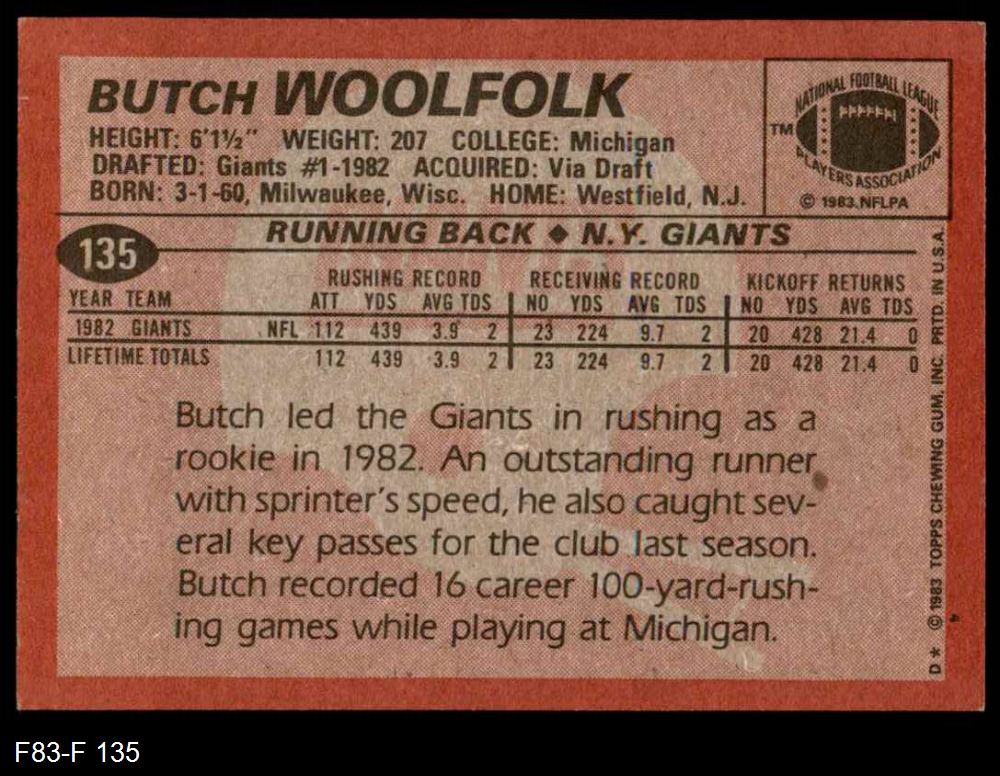 BUTCH WOOLFOLK
HEIGHT: 6'1½" WEIGHT: 207 COLLEGE: Michigan
DRAFTED: Giants #1-1982 ACQUIRED: Via Draft
BORN: 3-1-60, Milwaukee, Wisc. HOME: Westfield, N.J.
NATIONAL FOOTBALL LEAGUE
TM
PLAYERS ASSOCIATION
© 1983 NFLPA
135
RUNNING BACK ◆ N.Y. GIANTS
RUSHING RECORD RECEIVING RECORD KICKOFF RETURNS
YEAR TEAM ATT YDS AVG TDS NO YDS AVG TDS NO YDS AVG TDS
1982 GIANTS NFL 112 439 3.9 2 23 224 9.7 2 20 428 21.4 0
LIFETIME TOTALS 112 439 3.9 2 23 224 9.7 2 20 428 21.4 0
Butch led the Giants in rushing as a
rookie in 1982. An outstanding runner
with sprinter's speed, he also caught sev-
eral key passes for the club last season.
Butch recorded 16 career 100-yard-rush-
ing games while playing at Michigan.
D* © 1983 TOPPS CHEWING GUM, INC. PRTD. IN U.S.A.
F83-F 135